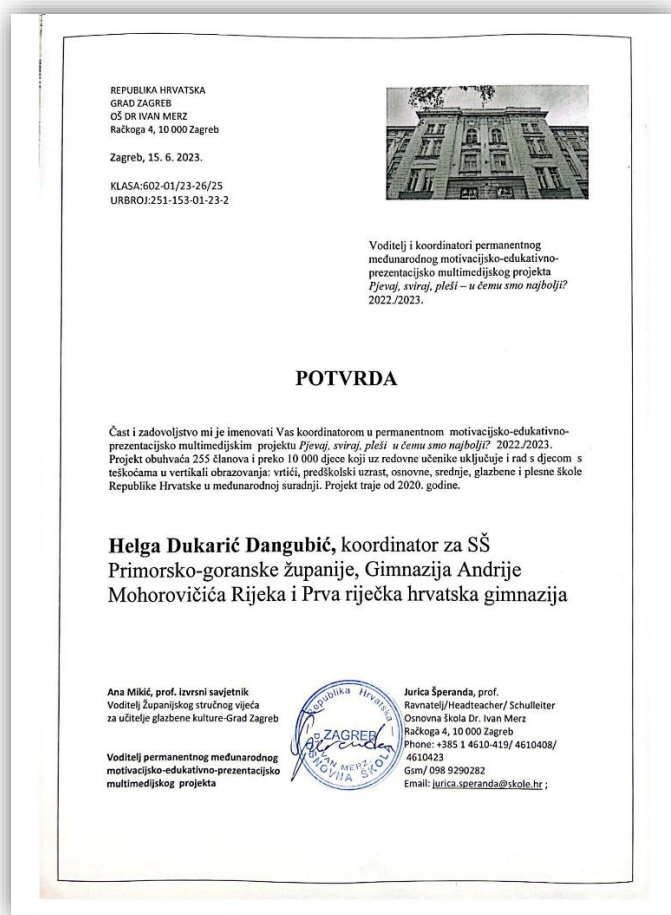 REPUBLIKA HRVATSKA
GRAD ZAGREB
OŠ DR IVAN MERZ
Račkoga 4, 10 000 Zagreb
Zagreb, 15. 6. 2023.
KLASA:602-01/23-26/25
URBROJ:251-153-01-23-2
Voditelj i koordinatori permanentnog
međunarodnog motivacijsko-edukativno-
prezentacijsko multimedijskog projekta
Pjevaj, sviraj, pleši – u čemu smo najbolji?
2022./2023.
POTVRDA
Čast i zadovoljstvo mi je imenovati Vas koordinatorom u permanentnom motivacijsko-edukativno-
prezentacijsko multimedijskim projektu Pjevaj, sviraj, pleši u čemu smo najbolji? 2022./2023.
Projekt obuhvaća 255 članova i preko 10 000 djece koji uz redovne učenike uključuje i rad s djecom s
teškoćama u vertikali obrazovanja: vrtići, predškolski uzrast, osnovne, srednje, glazbene i plesne škole
Republike Hrvatske u međunarodnoj suradnji. Projekt traje od 2020. godine.
Helga Dukarić Dangubić, koordinator za SŠ
Primorsko-goranske županije, Gimnazija Andrije
Mohorovičića Rijeka i Prva riječka hrvatska gimnazija
Ana Mikić, prof. izvrsni savjetnik
Voditelj Županijskog stručnog vijeća
za učitelje glazbene kulture-Grad Zagreb
Voditelj permanentnog međunarodnog
motivacijsko-edukativno-prezentacijsko
multimedijskog projekta
Republika Hrvatska
ZAGREB
DR. IVAN MERZ
OSNOVNA ŠKOLA
Jurica Šperanda, prof.
Ravnatelj/Headteacher/ Schulleiter
Osnovna škola Dr. Ivan Merz
Račkoga 4, 10 000 Zagreb
Phone: +385 1 4610-419/ 4610408/
4610423
Gsm/ 098 9290282
Email: jurica.speranda@skole.hr ;